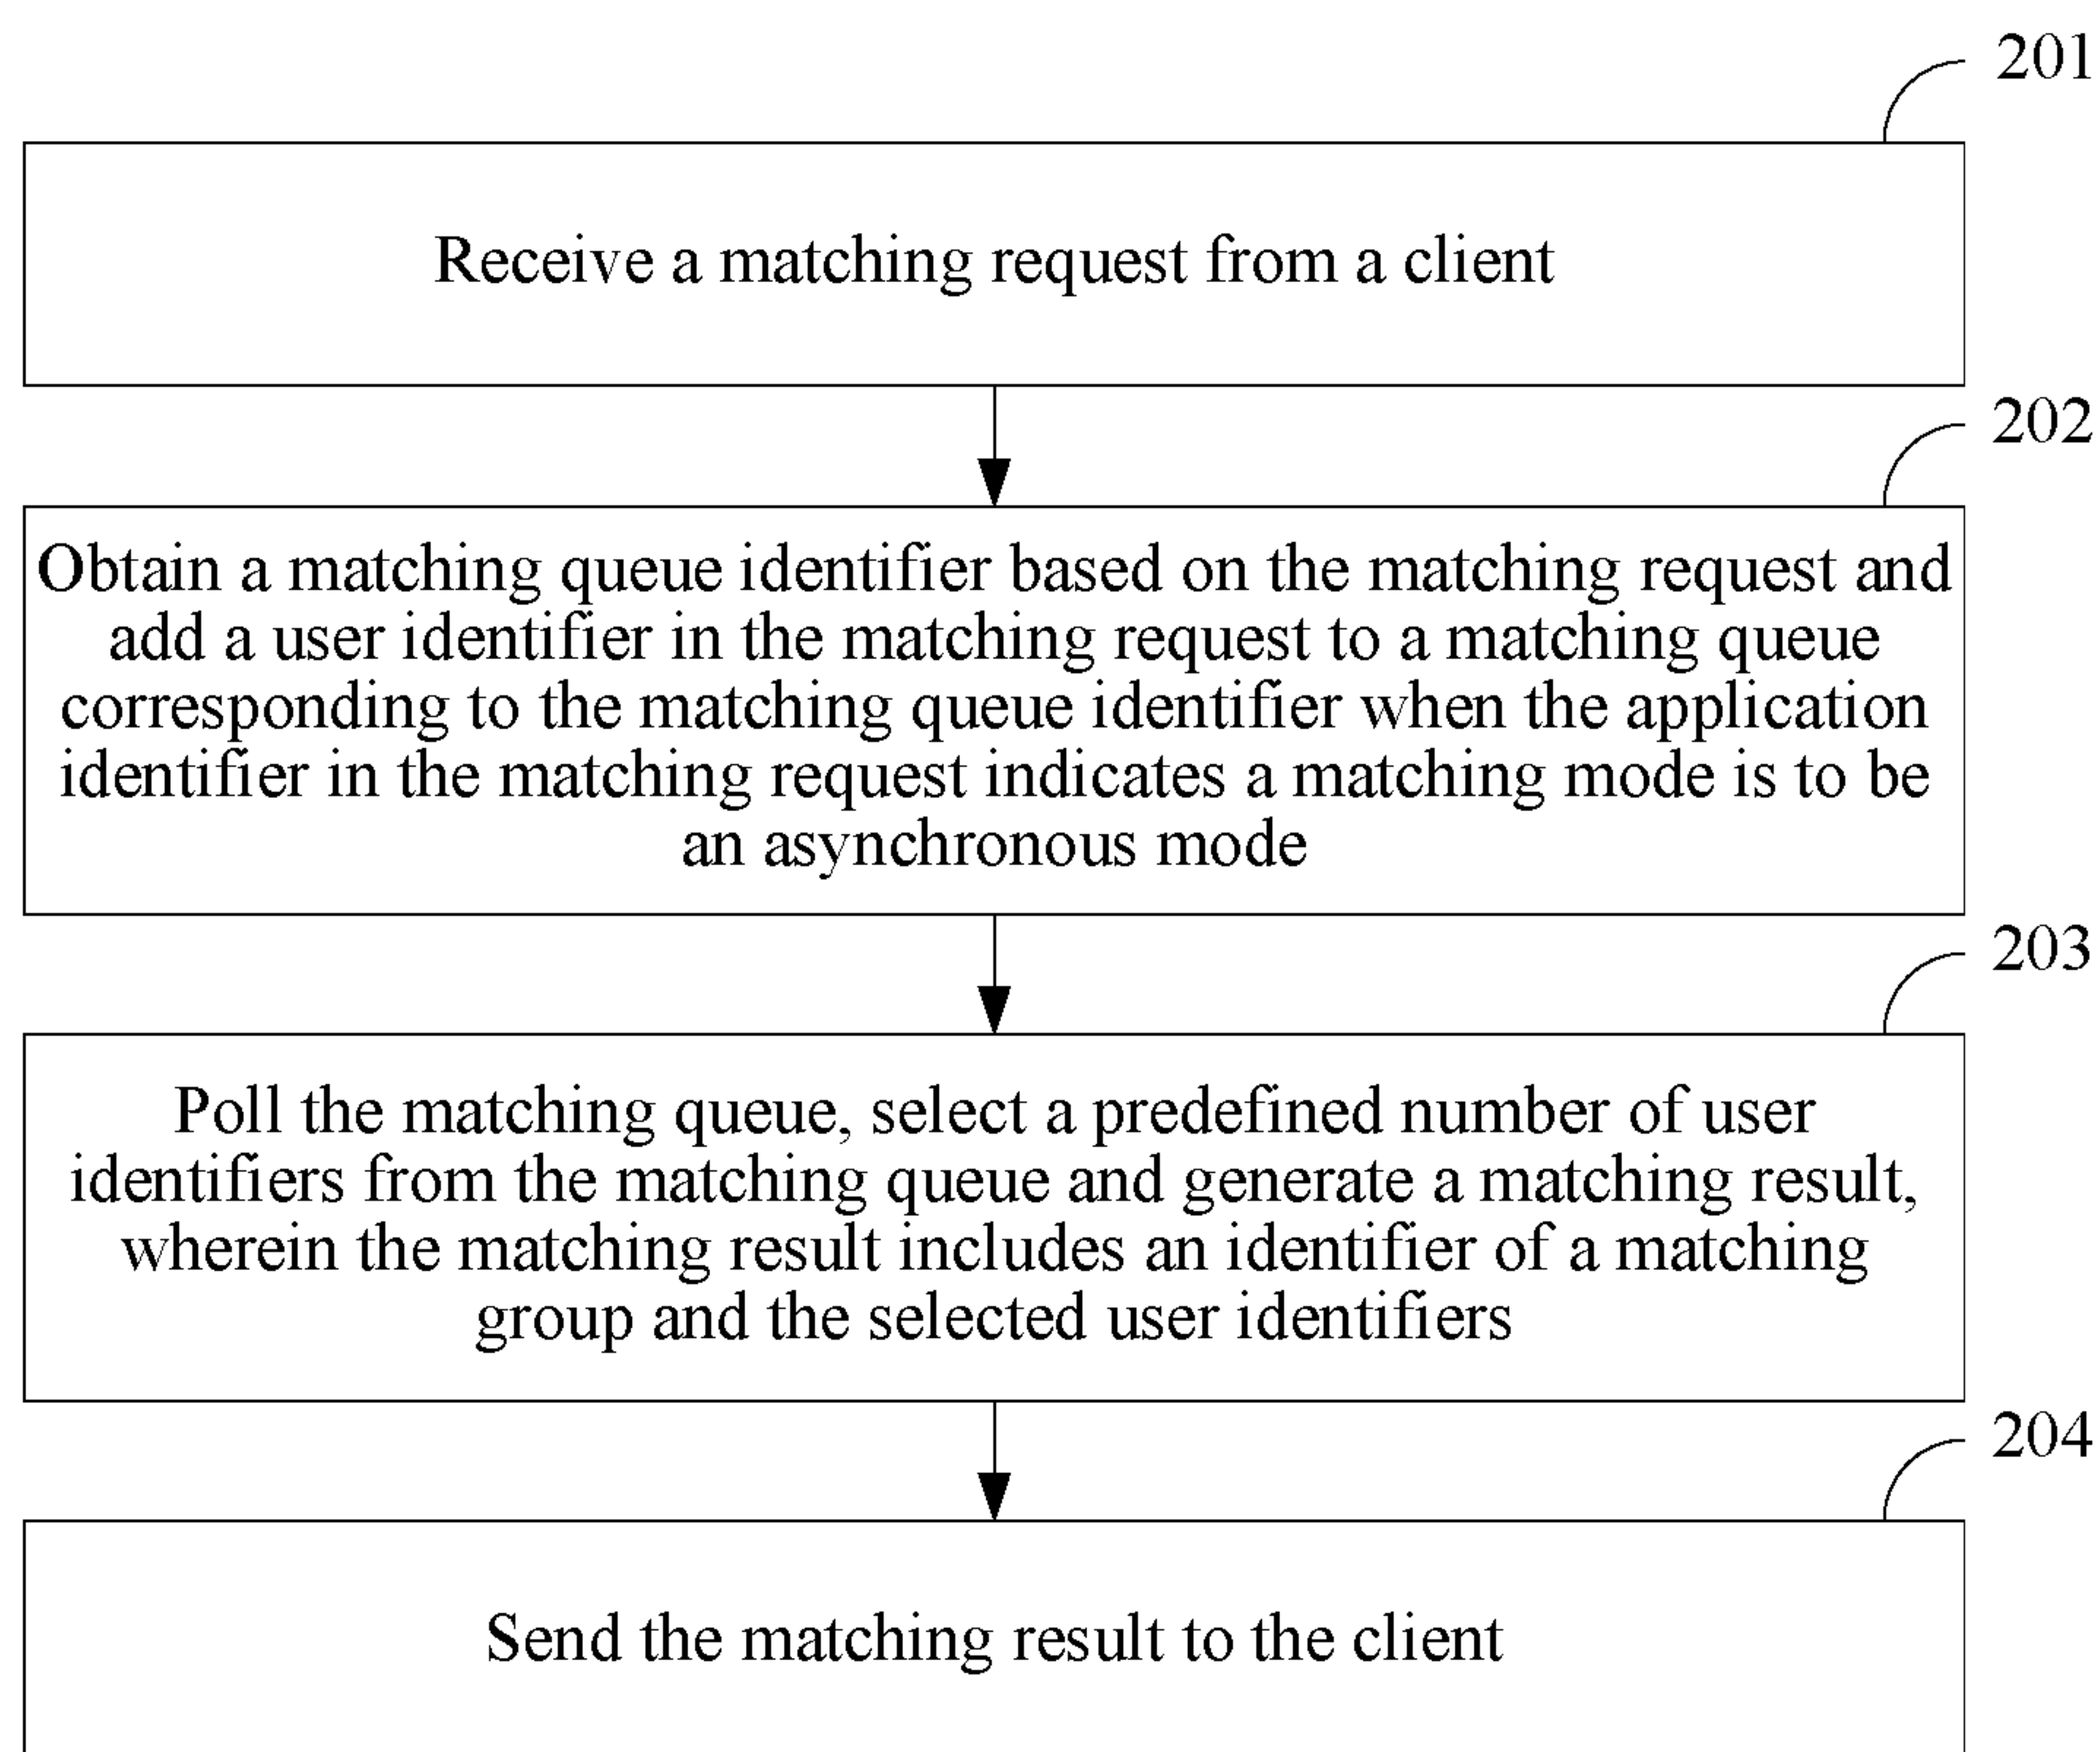 201
Receive a matching request from a client
202
Obtain a matching queue identifier based on the matching request and
add a user identifier in the matching request to a matching queue
corresponding to the matching queue identifier when the application
identifier in the matching request indicates a matching mode is to be
an asynchronous mode
203
Poll the matching queue, select a predefined number of user
identifiers from the matching queue and generate a matching result,
wherein the matching result includes an identifier of a matching
group and the selected user identifiers
204
Send the matching result to the client